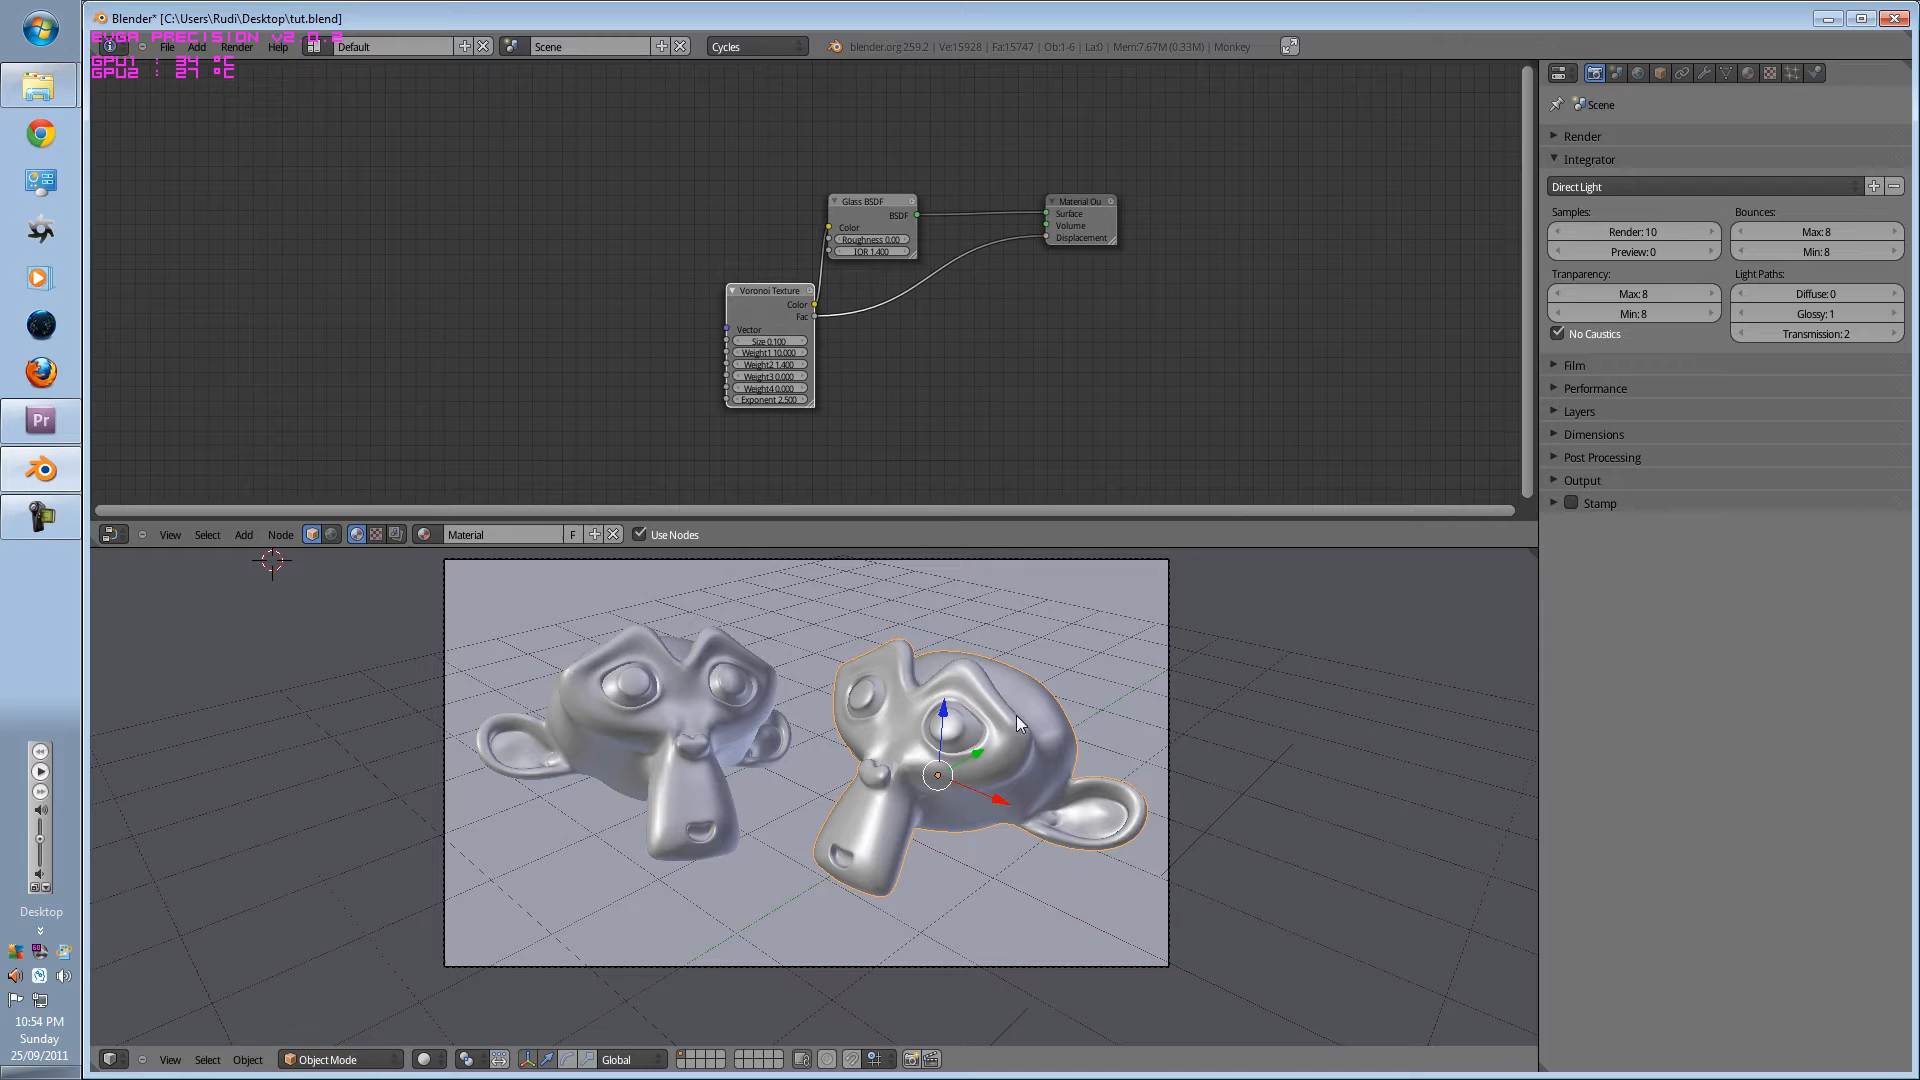 Blender* [C:\Users\Rudi\Desktop\tut.blend]
EVGA PRECISION v2 0.2
File Add Render Help Default Scene Cycles blender.org 259.2 | Ve:15928 | Fa:15747 | Ob:1-6 | La:0 | Mem:7.67M (0.33M) | Monkey
GPU1 : 34 °C
GPU2 : 27 °C
Scene
Render
Integrator
Direct Light
Samples: Bounces:
Render: 10 Max: 8
Preview: 0 Min: 8
Tranparency: Light Paths:
Max: 8 Diffuse: 0
Min: 8 Glossy: 1
No Caustics Transmission: 2
Film
Performance
Layers
Dimensions
Post Processing
Output
Stamp
Glass BSDF
BSDF
Color
Roughness 0.00
IOR 1.400
Material Ou
Surface
Volume
Displacement
Voronoi Texture
Color
Fac
Vector
Size 0.100
Weight1 10.000
Weight2 1.400
Weight3 0.000
Weight4 0.000
Exponent 2.500
View Select Add Node Material F Use Nodes
Pr
Desktop
10:54 PM
Sunday
25/09/2011
View Select Object Object Mode Global